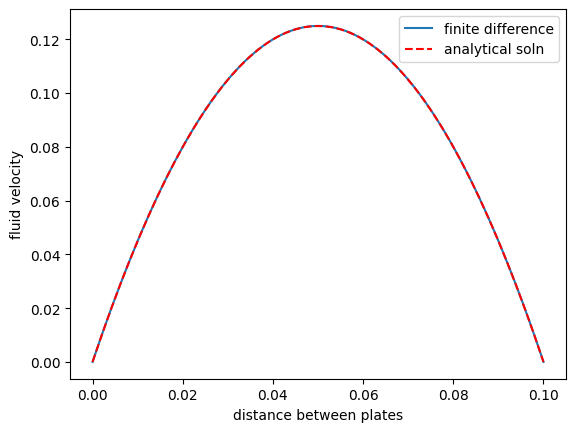 finite difference
analytical soln
fluid velocity
0.12
0.10
0.08
0.06
0.04
0.02
0.00
0.00 0.02 0.04 0.06 0.08 0.10
distance between plates